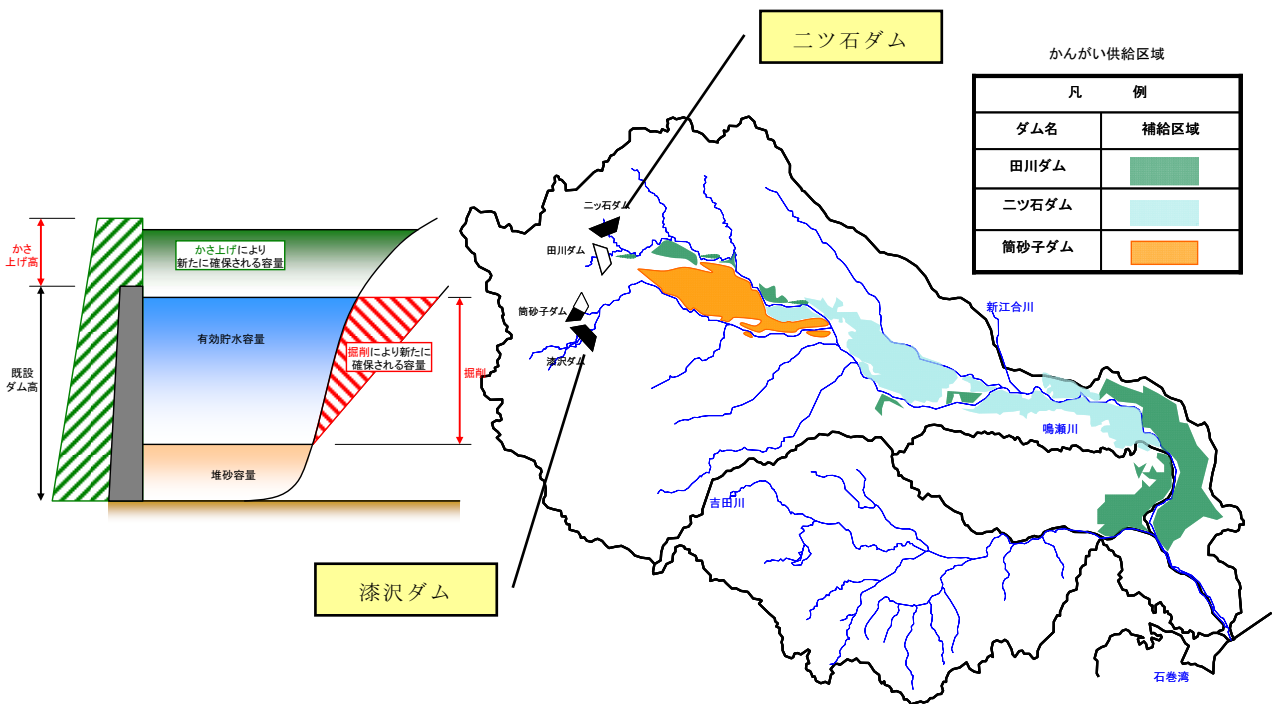 二ツ石ダム
かんがい供給区域
凡 例
ダム名 補給区域
田川ダム
二ツ石ダム
筒砂子ダム
かさ
上げ高
既設
ダム高
かさ上げにより
新たに確保される容量
有効貯水容量
掘削により新たに
確保される容量
掘削
堆砂容量
二ッ石ダム
田川ダム
筒砂子ダム
漆沢ダム
新江合川
鳴瀬川
吉田川
石巻湾
漆沢ダム